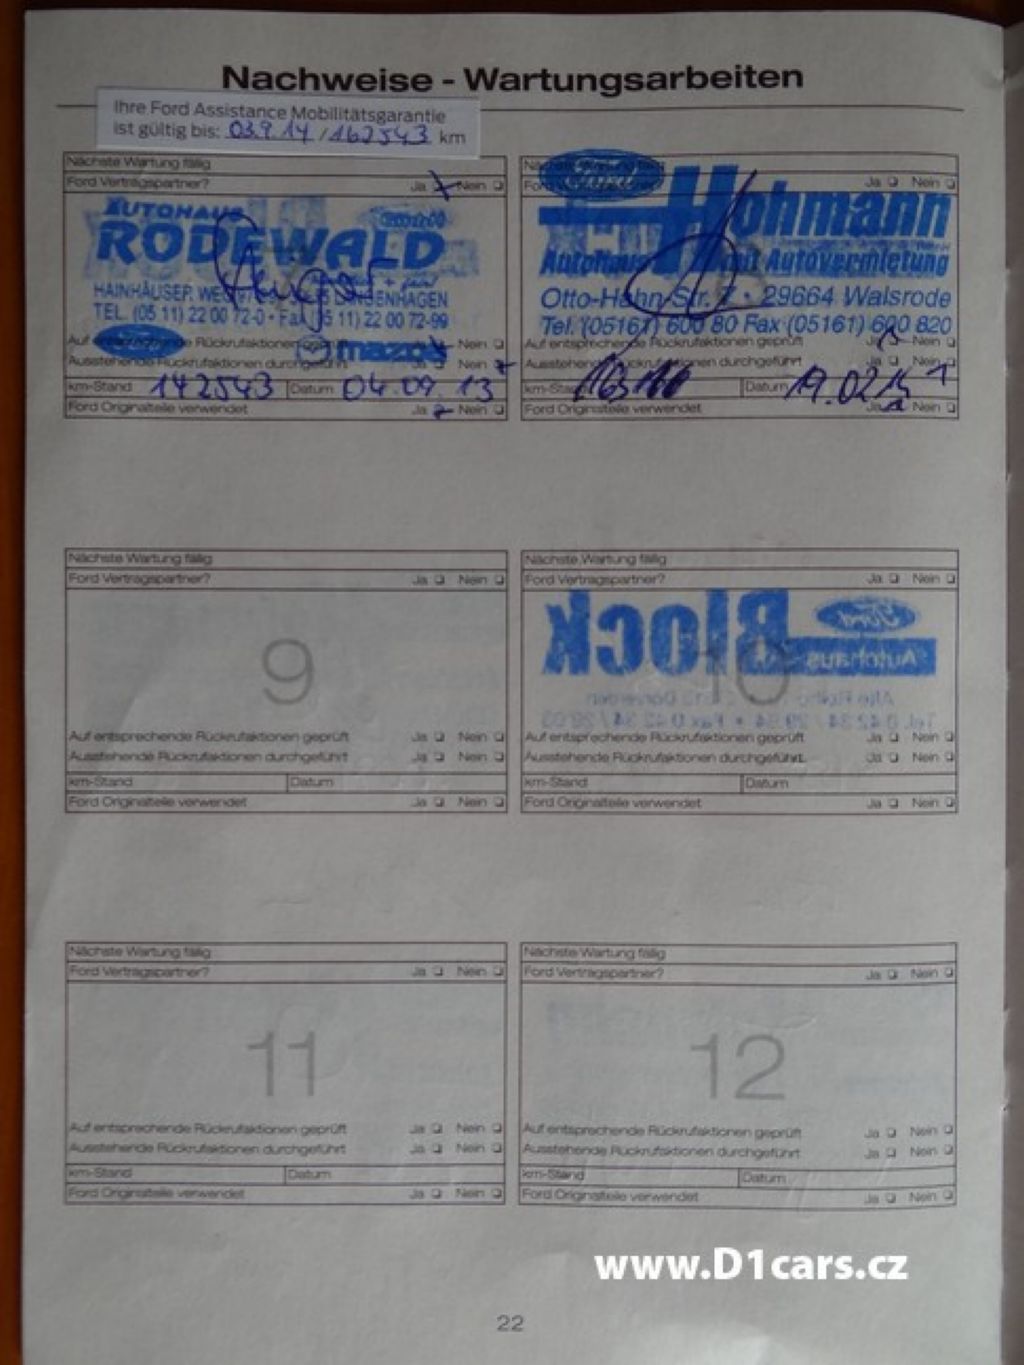 Nachweise - Wartungsarbeiten
Ihre Ford Assistance Mobilitätsgarantie
ist gültig bis: 03.9.14 / 162543 km
Nächste Wartung fällig
Ford Vertragspartner? Ja Nein
AUTOHAUS
RODEWALD
HAINHÄUSER
TEL. (05 11) 22 00 72-0 • Fax (05 11) 22 00 72-99
Auf entsprechende Rückrufaktionen Nein
mazda
Ausstehende Rückrufaktionen durchgeführt Ja Nein
km-Stand 142543 Datum 04.09.13
Ford Originalteile verwendet Ja Nein
Ja Nein
Hohmann
Autohaus mit Autovermietung
Otto-Hahn-Str. 7 • 29664 Walsrode
Tel. (05161) 600 80 Fax (05161) 600 820
Auf entsprechende Rückrufaktionen geprüft Ja Nein
Ausstehende Rückrufaktionen durchgeführt Nein
Datum
Ford Originalteile verwendet Ja Nein
Nächste Wartung fällig
Ford Vertragspartner? Ja Nein
9
Auf entsprechende Rückrufaktionen geprüft Ja Nein
Ausstehende Rückrufaktionen durchgeführt Ja Nein
km-Stand Datum
Ford Originalteile verwendet Ja Nein
Nächste Wartung fällig
Ford Vertragspartner? Ja Nein
Block
Ford
Autohaus
10
Auf entsprechende Rückrufaktionen geprüft Ja Nein
Ausstehende Rückrufaktionen durchgeführt Ja Nein
km-Stand Datum
Ford Originalteile verwendet Ja Nein
Nächste Wartung fällig
Ford Vertragspartner? Ja Nein
11
Auf entsprechende Rückrufaktionen geprüft Ja Nein
Ausstehende Rückrufaktionen durchgeführt Ja Nein
km-Stand Datum
Ford Originalteile verwendet Ja Nein
Nächste Wartung fällig
Ford Vertragspartner? Ja Nein
12
Auf entsprechende Rückrufaktionen geprüft Ja Nein
Ausstehende Rückrufaktionen durchgeführt Ja Nein
km-Stand Datum
Ford Originalteile verwendet Ja Nein
www.D1cars.cz
22